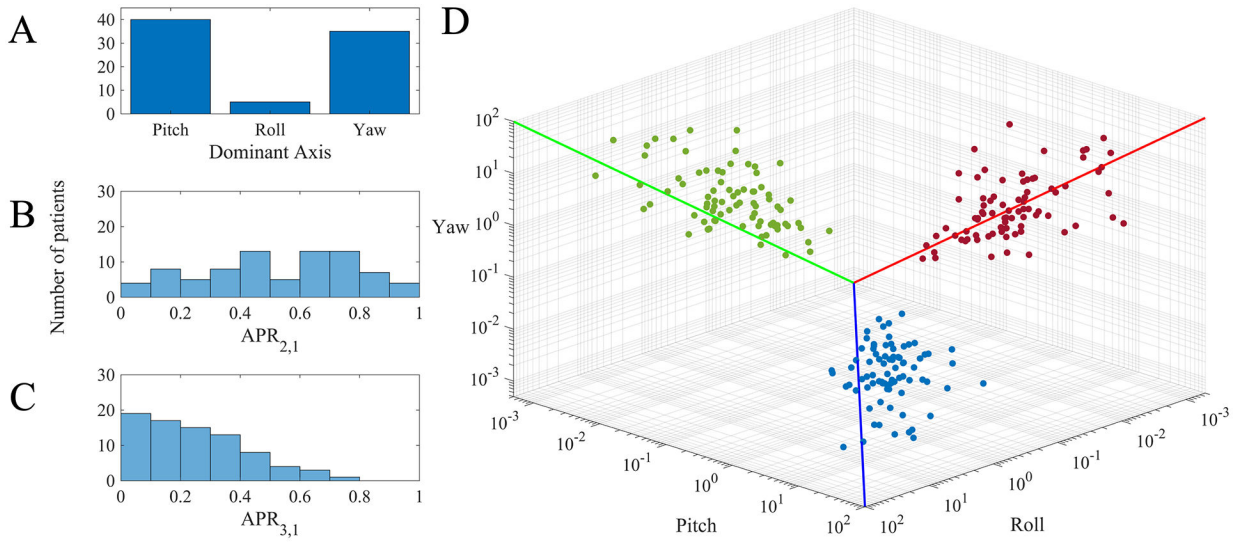 A
40
30
20
10
0
Pitch Roll Yaw
Dominant Axis
B
Number of patients
30
20
10
0
0 0.2 0.4 0.6 0.8 1
APR2,1
C
30
20
10
0
0 0.2 0.4 0.6 0.8 1
APR3,1
D
Yaw
10^2
10^1
10^0
10^-1
10^-2
10^-3
10^-3 10^-2 10^-1 10^0 10^1 10^2
Pitch
10^2 10^1 10^0 10^-1 10^-2 10^-3
Roll